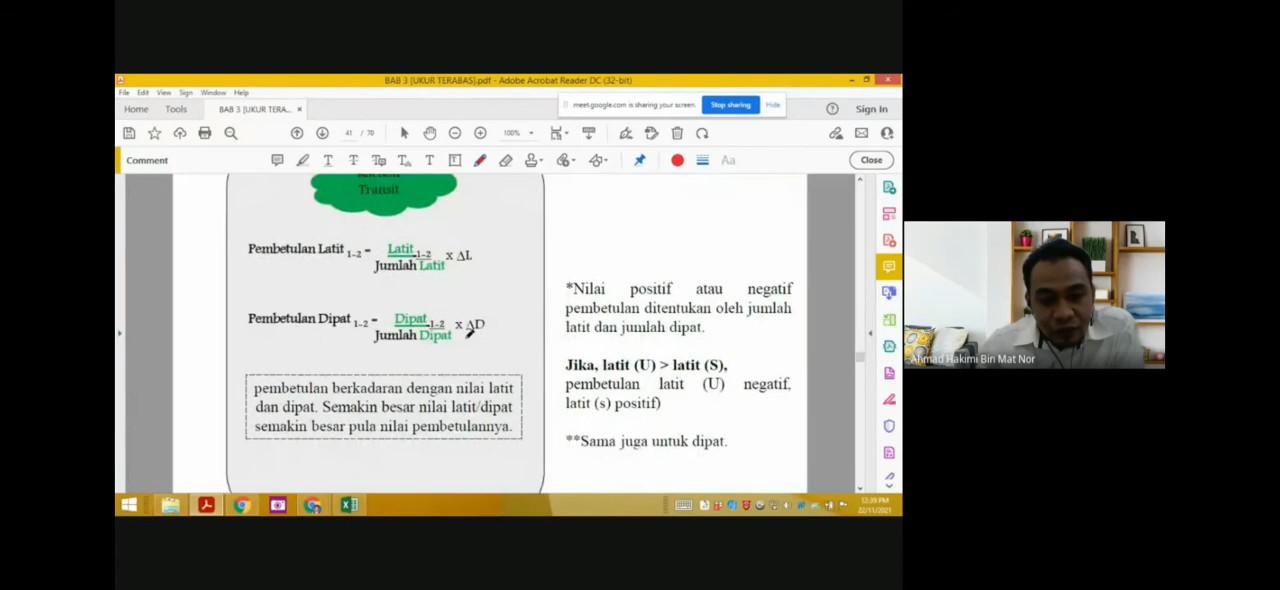 BAB 3 [UKUR TERABAS].pdf - Adobe Acrobat Reader DC (32-bit)
File Edit View Sign Window Help
Home Tools BAB 3 [UKUR TERA... ×
meet.google.com is sharing your screen. Stop sharing Hide
Sign In
41 / 70
100%
Comment
Aa
Close
Transit
Pembetulan Latit 1-2 = Latit 1-2 x ΔL
Jumlah Latit
Pembetulan Dipat 1-2 = Dipat 1-2 x ΔD
Jumlah Dipat
pembetulan berkadaran dengan nilai latit
dan dipat. Semakin besar nilai latit/dipat
semakin besar pula nilai pembetulannya.
*Nilai positif atau negatif
pembetulan ditentukan oleh jumlah
latit dan jumlah dipat.
Jika, latit (U) > latit (S),
pembetulan latit (U) negatif,
latit (s) positif)
**Sama juga untuk dipat.
Ahmad Hakimi Bin Mat Nor
12:39 PM
22/11/2021